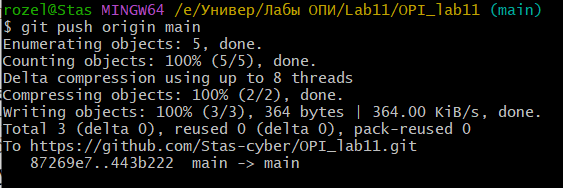 rozel@Stas MINGW64 /e/Универ/Лабы ОПИ/Lab11/OPI_lab11 (main)
$ git push origin main
Enumerating objects: 5, done.
Counting objects: 100% (5/5), done.
Delta compression using up to 8 threads
Compressing objects: 100% (2/2), done.
Writing objects: 100% (3/3), 364 bytes | 364.00 KiB/s, done.
Total 3 (delta 0), reused 0 (delta 0), pack-reused 0
To https://github.com/Stas-cyber/OPI_lab11.git
   87269e7..443b222  main -> main